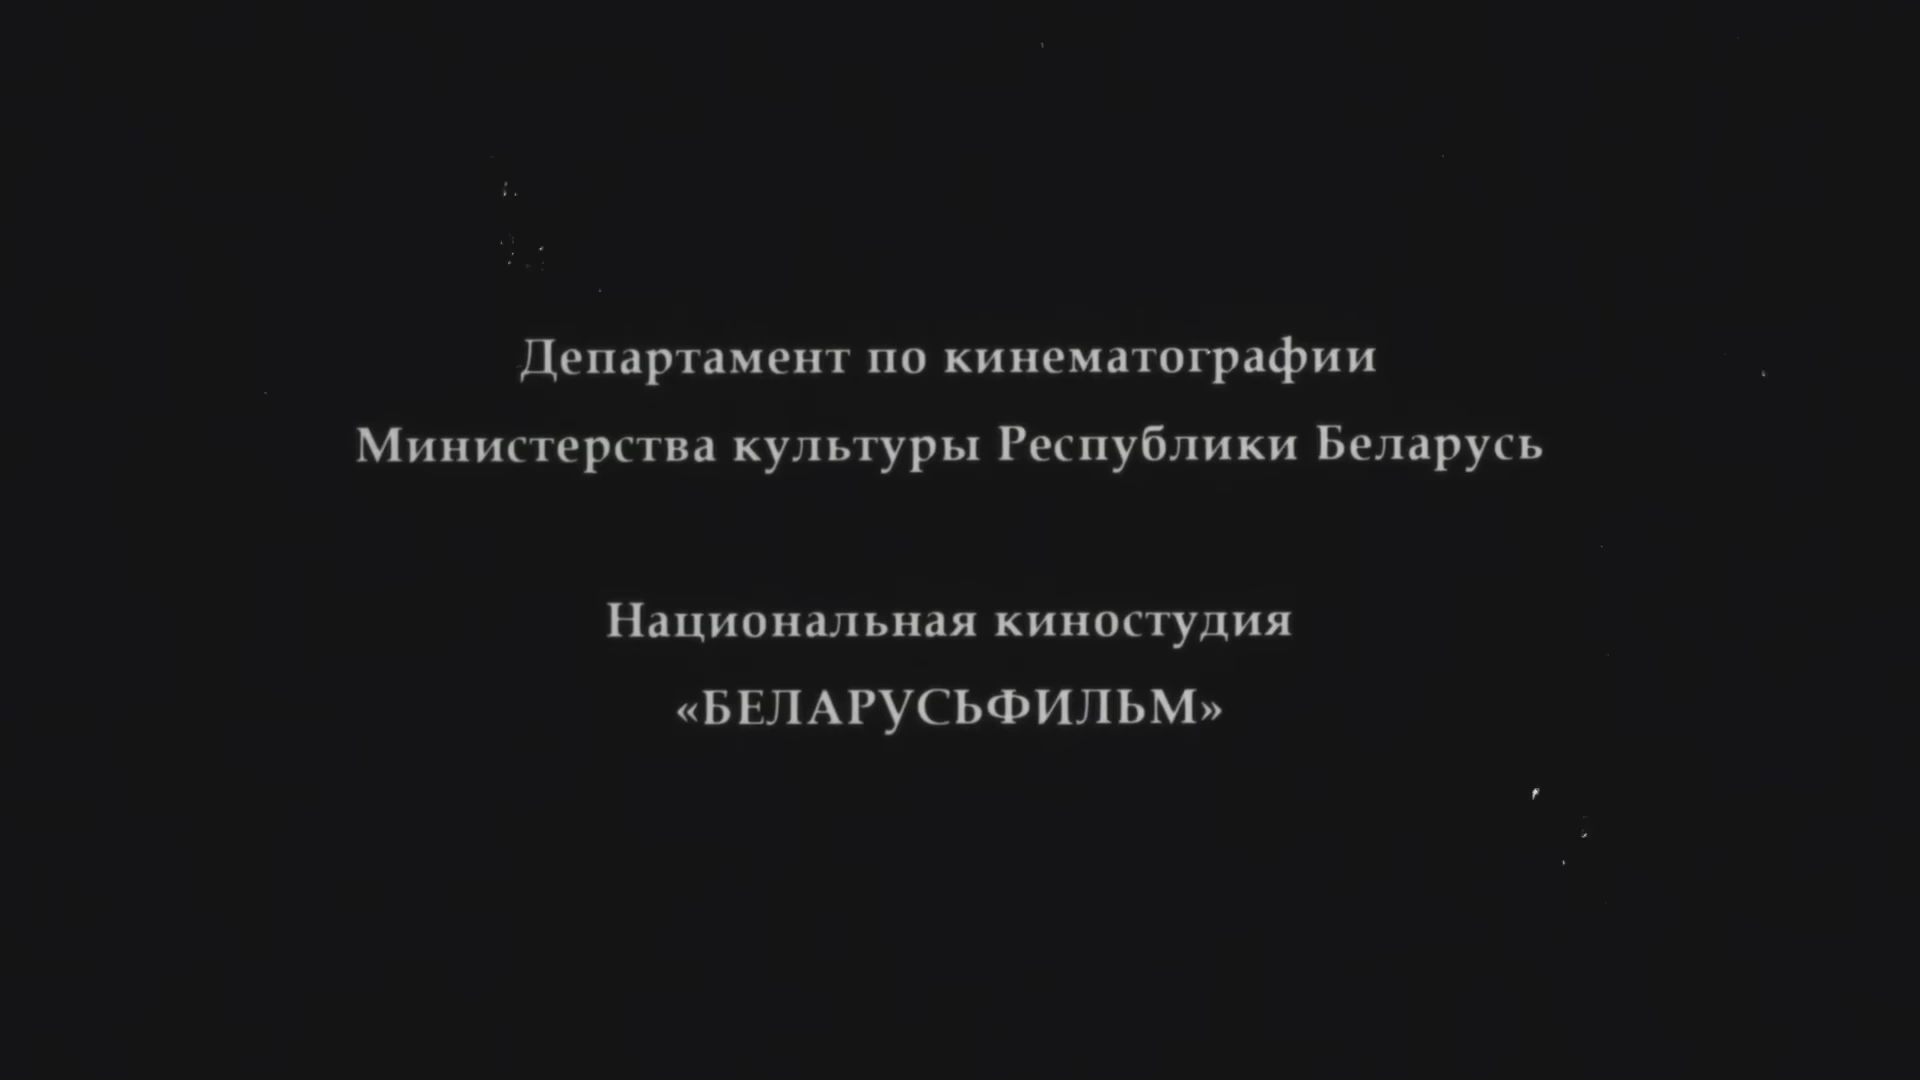 Департамент по кинематографии
Министерства культуры Республики Беларусь
Национальная киностудия
«БЕЛАРУСЬФИЛЬМ»